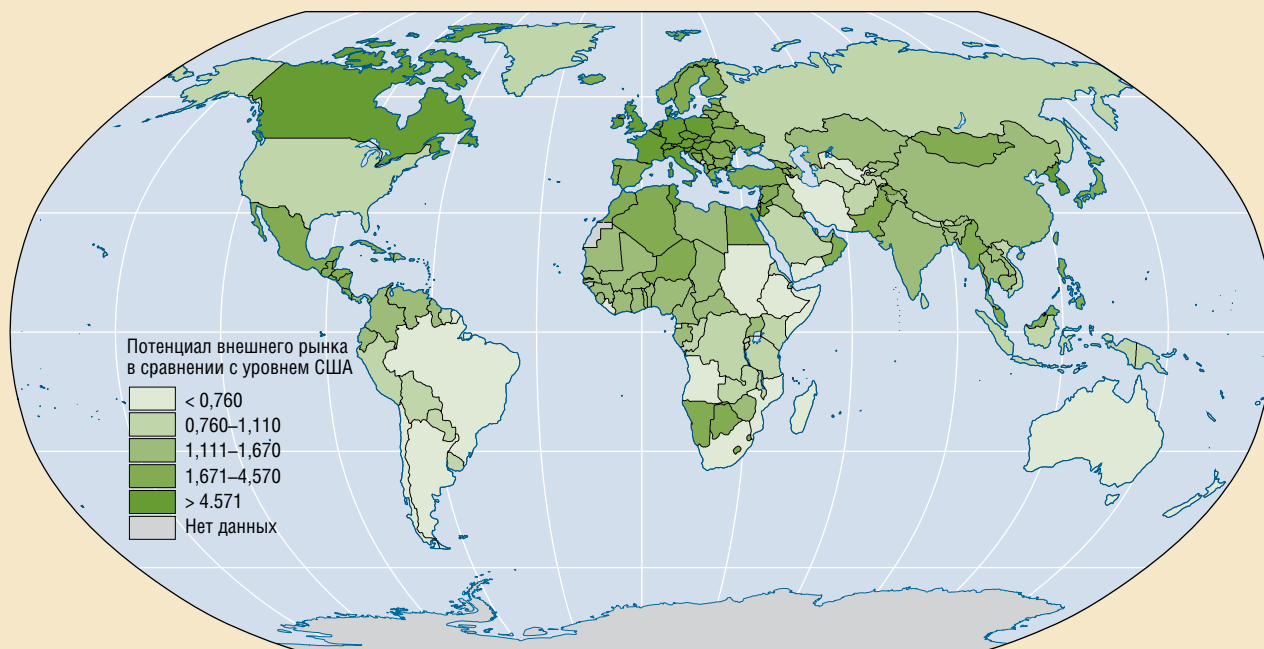 Потенциал внешнего рынка
в сравнении с уровнем США
< 0,760
0,760–1,110
1,111–1,670
1,671–4,570
> 4.571
Нет данных